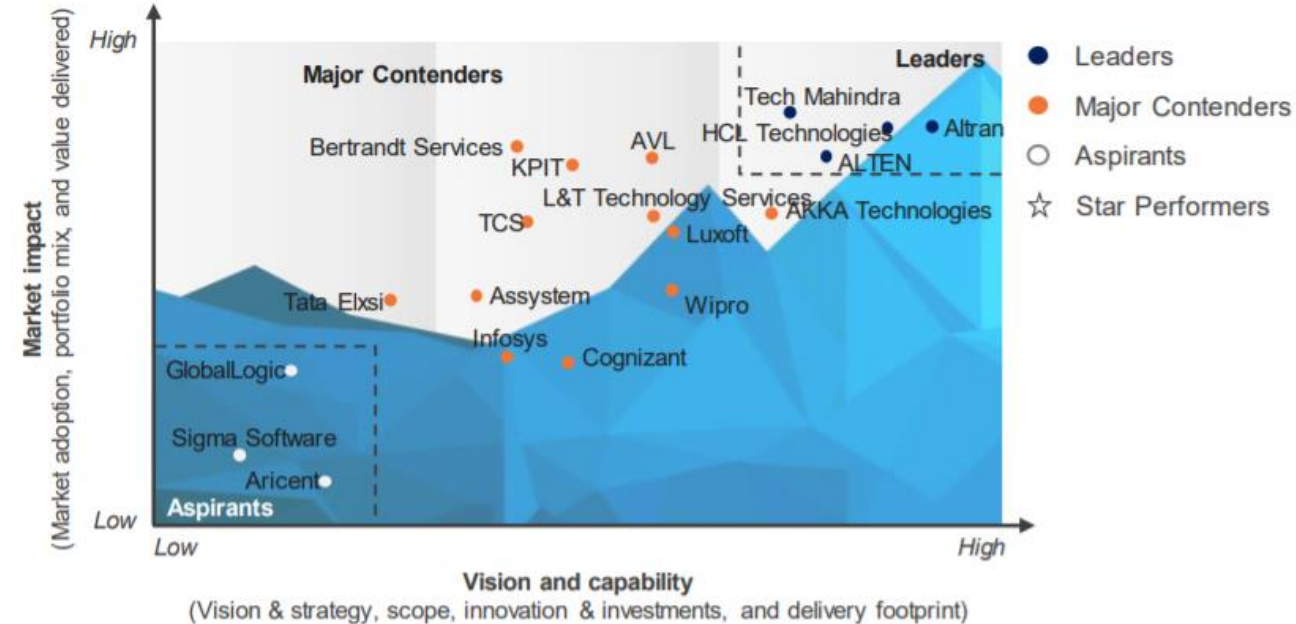 High
Major Contenders
Leaders
Tech Mahindra
HCL Technologies
Altran
ALTEN
Bertrandt Services
KPIT
AVL
L&T Technology Services
AKKA Technologies
TCS
Luxoft
Tata Elxsi
Assystem
Wipro
Infosys
Cognizant
GlobalLogic
Sigma Software
Aricent
Aspirants
Low
Market impact
(Market adoption, portfolio mix, and value delivered)
Low
High
Vision and capability
(Vision & strategy, scope, innovation & investments, and delivery footprint)
Leaders
Major Contenders
Aspirants
Star Performers